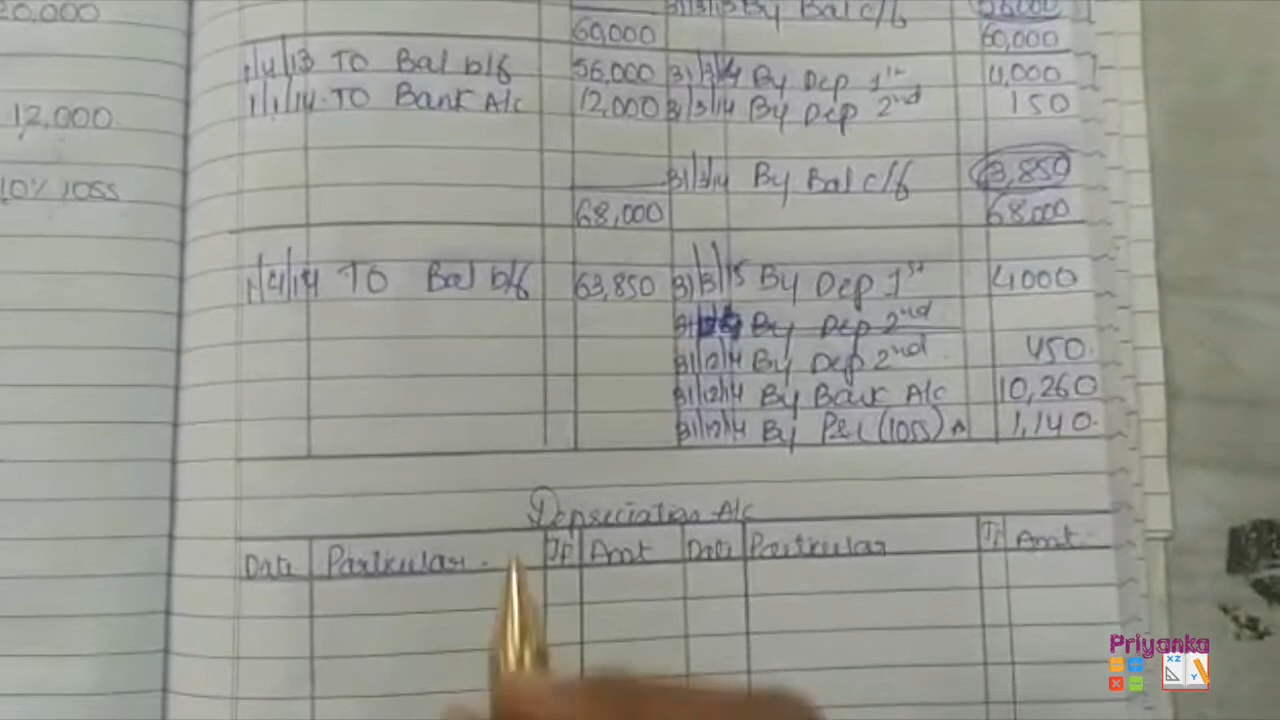 20,000
12,000
10% loss
By Bal c/f 56,000
60,000 60,000
1/4/13 TO Bal b/f 56,000 31/3/14 By Dep 1st 4,000
1/1/14 TO Bank A/c 12,000 31/3/14 By Dep 2nd 150
31/3/14 By Bal c/f 63,850
68,000 68,000
1/4/14 TO Bal b/f 63,850 31/3/15 By Dep 1st 4000
By Dep 2nd
31/12/14 By Dep 2nd 450
31/12/14 By Bank A/c 10,260
31/12/14 By P&L (loss) A 1,140
Depreciation A/c
Date Particular JF Amt Date Particular JF Amt
Priyanka